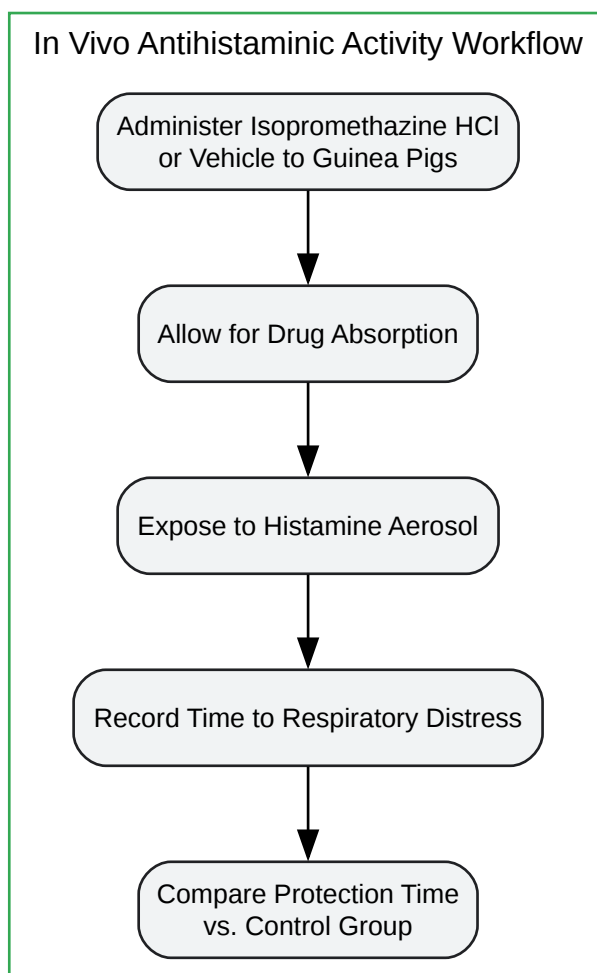 In Vivo Antihistaminic Activity Workflow
Administer Isopromethazine HCl
or Vehicle to Guinea Pigs
Allow for Drug Absorption
Expose to Histamine Aerosol
Record Time to Respiratory Distress
Compare Protection Time
vs. Control Group